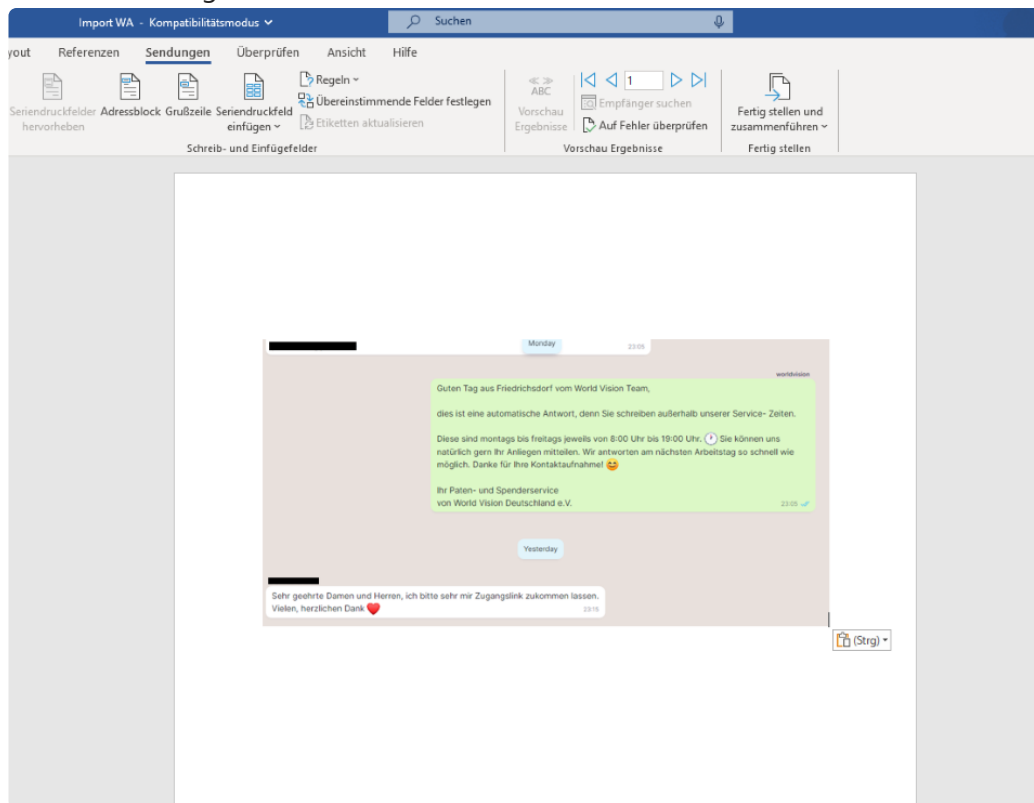 Import WA - Kompatibilitätsmodus
Suchen
yout Referenzen Sendungen Überprüfen Ansicht Hilfe
Seriendruckfelder hervorheben
Adressblock
Grußzeile
Seriendruckfeld einfügen
Regeln
Übereinstimmende Felder festlegen
Etiketten aktualisieren
Schreib- und Einfügefelder
ABC
Vorschau Ergebnisse
1
Empfänger suchen
Auf Fehler überprüfen
Vorschau Ergebnisse
Fertig stellen und zusammenführen
Fertig stellen
Monday
23:05
worldvision
Guten Tag aus Friedrichsdorf vom World Vision Team,
dies ist eine automatische Antwort, denn Sie schreiben außerhalb unserer Service- Zeiten.
Diese sind montags bis freitags jeweils von 8:00 Uhr bis 19:00 Uhr. 🕐 Sie können uns
natürlich gern Ihr Anliegen mitteilen. Wir antworten am nächsten Arbeitstag so schnell wie
möglich. Danke für Ihre Kontaktaufnahme! 😊
Ihr Paten- und Spenderservice
von World Vision Deutschland e.V.
23:05
Yesterday
Sehr geehrte Damen und Herren, ich bitte sehr mir Zugangslink zukommen lassen.
Vielen, herzlichen Dank ❤️
23:15
(Strg)